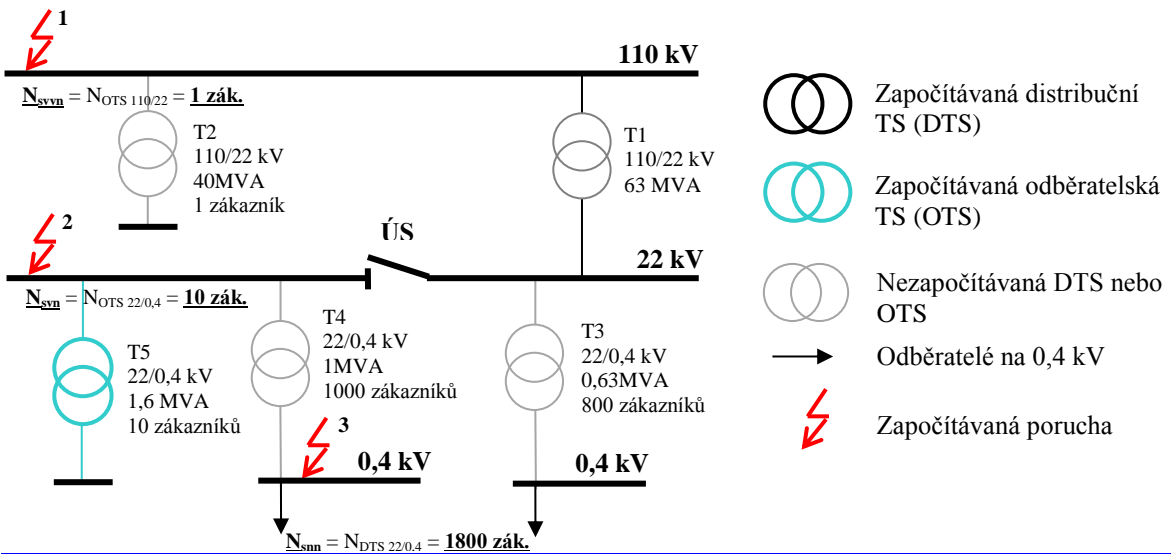 1
110 kV
N_svvn = N_OTS 110/22 = 1 zák.
T2
110/22 kV
40MVA
1 zákazník
T1
110/22 kV
63 MVA
2
ÚS
22 kV
N_svn = N_OTS 22/0,4 = 10 zák.
T5
22/0,4 kV
1,6 MVA
10 zákazníků
T4
22/0,4 kV
1MVA
1000 zákazníků
T3
22/0,4 kV
0,63MVA
800 zákazníků
3
0,4 kV
0,4 kV
N_snn = N_DTS 22/0.4 = 1800 zák.
Započítávaná distribuční
TS (DTS)
Započítávaná odběratelská
TS (OTS)
Nezapočítávaná DTS nebo
OTS
Odběratelé na 0,4 kV
Započítávaná porucha